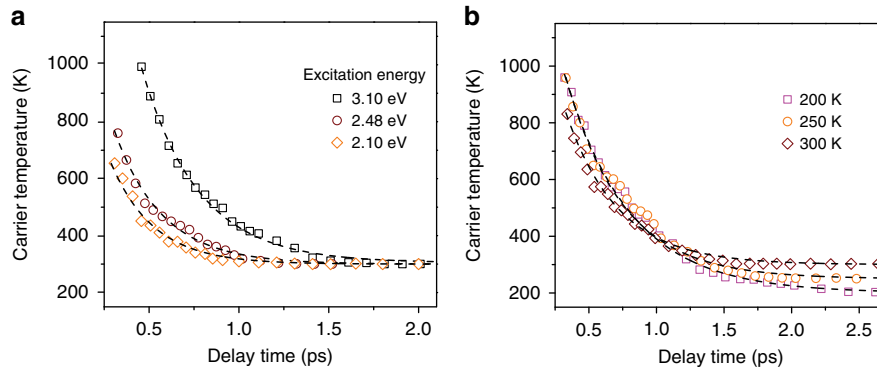 a
Carrier temperature (K)
1000
800
600
400
200
0.5
1.0
1.5
2.0
Delay time (ps)
Excitation energy
3.10 eV
2.48 eV
2.10 eV
b
Carrier temperature (K)
1000
800
600
400
200
0.5
1.0
1.5
2.0
2.5
Delay time (ps)
200 K
250 K
300 K